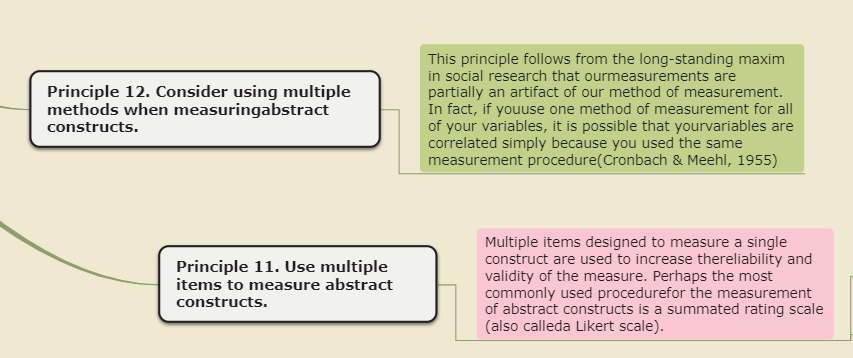 Principle 12. Consider using multiple
methods when measuringabstract
constructs.
This principle follows from the long-standing maxim
in social research that ourmeasurements are
partially an artifact of our method of measurement.
In fact, if youuse one method of measurement for all
of your variables, it is possible that yourvariables are
correlated simply because you used the same
measurement procedure(Cronbach & Meehl, 1955)
Principle 11. Use multiple
items to measure abstract
constructs.
Multiple items designed to measure a single
construct are used to increase thereliability and
validity of the measure. Perhaps the most
commonly used procedurefor the measurement
of abstract constructs is a summated rating scale
(also calleda Likert scale).